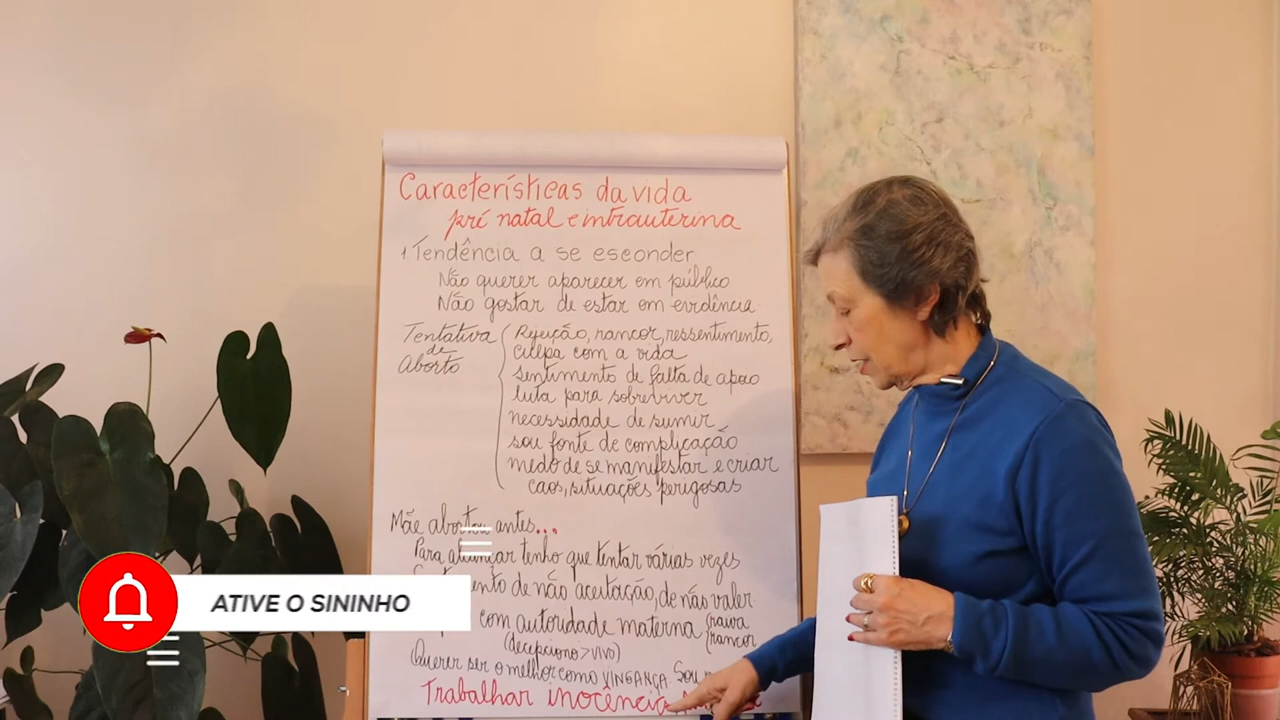 Características da vida
pré natal e intrauterina
1. Tendência a se esconder
Não querer aparecer em público
Não gostar de estar em evidência
Tentativa
de
Aborto
Rejeição, rancor, ressentimento,
culpa com a vida
sentimento de falta de apoio
luta para sobreviver
necessidade de sumir
sou fonte de complicação
medo de se manifestar e criar
caos, situações perigosas
Mãe abortou antes...
Para alcançar tenho que tentar várias vezes
de não aceitação, de não valer
com autoridade materna (raiva
(rancor
(decepciono > vivo)
(Querer ser o melhor como VINGANÇA. Sou
Trabalhar inocência
ATIVE O SININHO